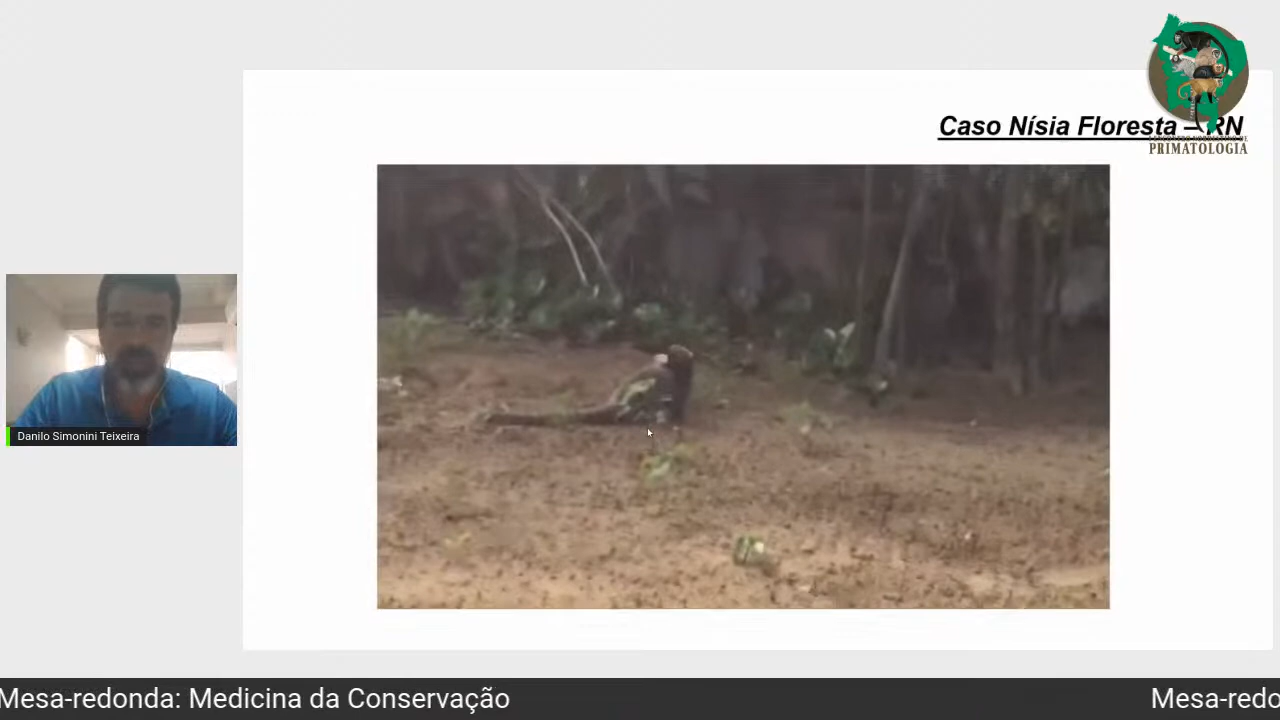 Caso Nísia Floresta – RN
PRIMATOLOGIA
Danilo Simonini Teixeira
Mesa-redonda: Medicina da Conservação
Mesa-redo